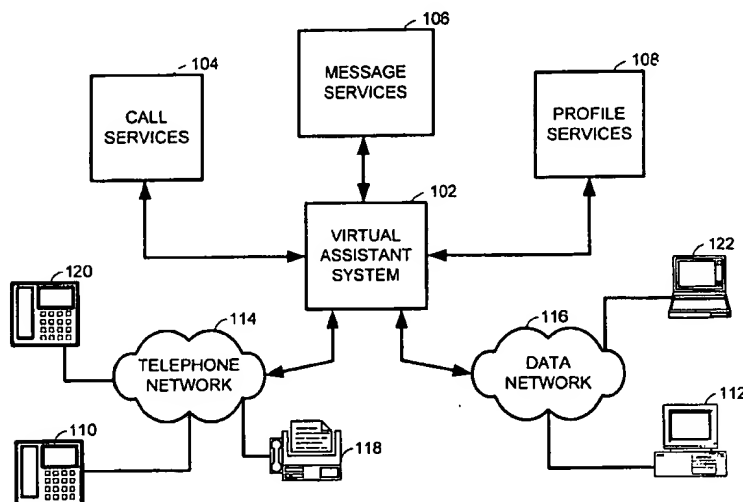 106
MESSAGE
SERVICES
104
CALL
SERVICES
108
PROFILE
SERVICES
102
VIRTUAL
ASSISTANT
SYSTEM
120
114
TELEPHONE
NETWORK
116
DATA
NETWORK
122
110
118
112